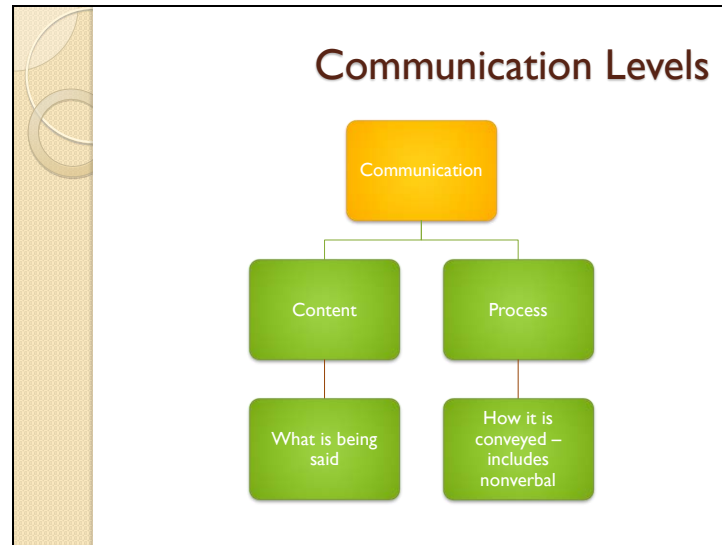 Communication Levels
Communication
Content
Process
What is being
said
How it is
conveyed –
includes
nonverbal